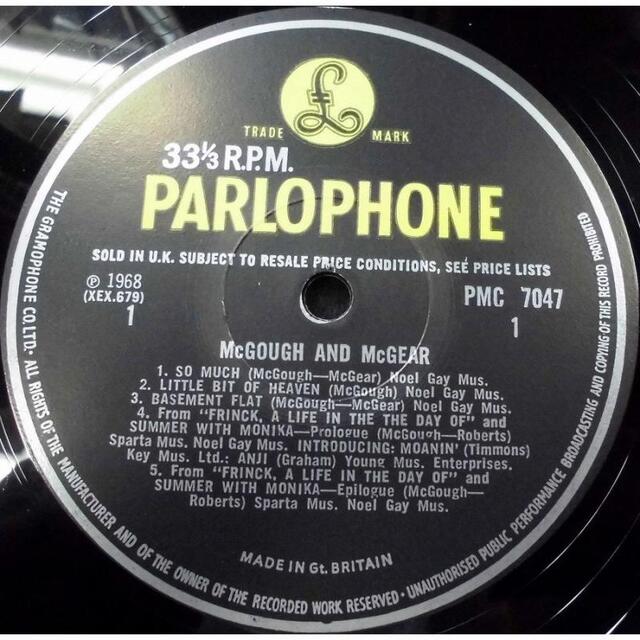 £
TRADE MARK
33⅓ R.P.M.
PARLOPHONE
SOLD IN U.K. SUBJECT TO RESALE PRICE CONDITIONS, SEE PRICE LISTS
℗ 1968
(XEX.679)
1
PMC 7047
1
McGOUGH AND McGEAR
1. SO MUCH (McGough—McGear) Noel Gay Mus.
2. LITTLE BIT OF HEAVEN (McGough) Noel Gay Mus.
3. BASEMENT FLAT (McGough—McGear) Noel Gay Mus.
4. From "FRINCK, A LIFE IN THE THE DAY OF" and
SUMMER WITH MONIKA—Prologue (McGough—Roberts)
Sparta Mus. Noel Gay Mus. INTRODUCING: MOANIN' (Timmons)
Key Mus. Ltd.: ANJI (Graham) Young Mus. Enterprises.
5. From "FRINCK, A LIFE IN THE DAY OF" and
SUMMER WITH MONIKA—Epilogue (McGough—
Roberts) Sparta Mus. Noel Gay Mus.
MADE IN Gt. BRITAIN
THE GRAMOPHONE CO LTD. ALL RIGHTS OF THE MANUFACTURER AND OF THE OWNER OF THE RECORDED WORK RESERVED · UNAUTHORISED PUBLIC PERFORMANCE BROADCASTING AND COPYING OF THIS RECORD PROHIBITED